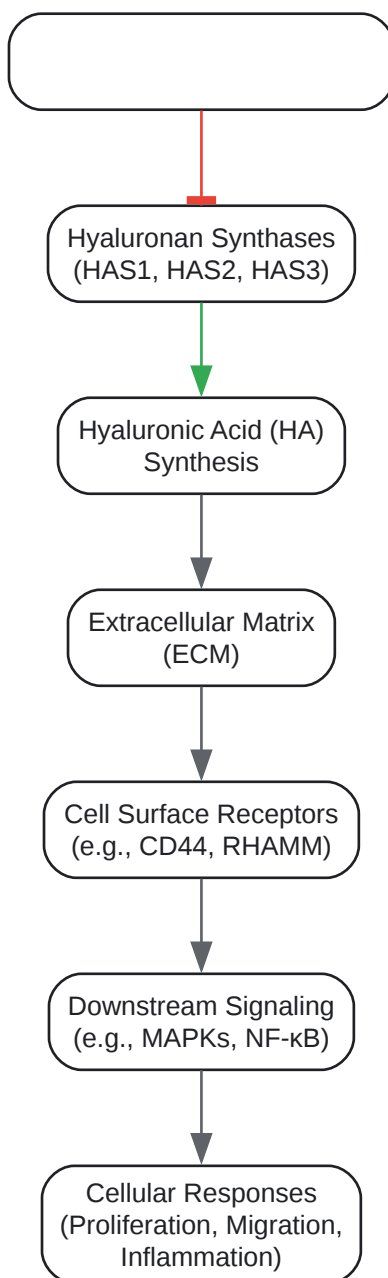 Hyaluronan Synthases
(HAS1, HAS2, HAS3)
Hyaluronic Acid (HA)
Synthesis
Extracellular Matrix
(ECM)
Cell Surface Receptors
(e.g., CD44, RHAMM)
Downstream Signaling
(e.g., MAPKs, NF-κB)
Cellular Responses
(Proliferation, Migration,
Inflammation)